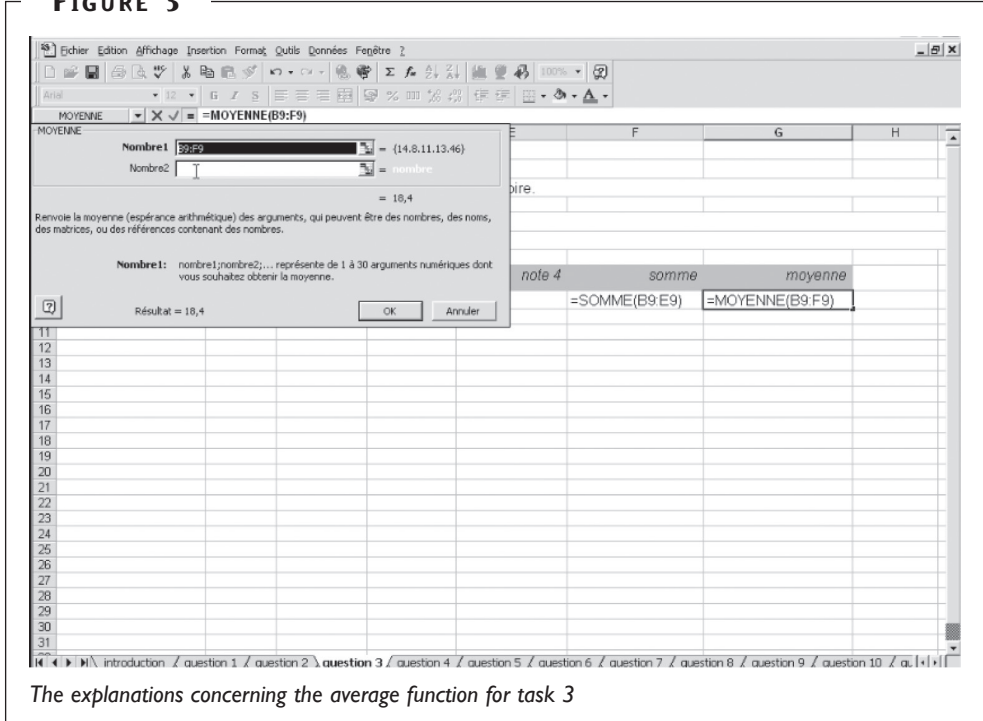 FIGURE 5
Fichier Edition Affichage Insertion Format Outils Données Fenêtre ?
100%
Arial 12 G I S
MOYENNE =MOYENNE(B9:F9)
MOYENNE
E F G H
Nombre1 B9:F9 = {14.8.11.13.46}
Nombre2 = nombre
oire.
= 18,4
Renvoie la moyenne (espérance arithmétique) des arguments, qui peuvent être des nombres, des noms,
des matrices, ou des références contenant des nombres.
Nombre1: nombre1;nombre2;... représente de 1 à 30 arguments numériques dont
vous souhaitez obtenir la moyenne.
note 4 somme moyenne
=SOMME(B9:E9) =MOYENNE(B9:F9)
Résultat = 18,4 OK Annuler
11
12
13
14
15
16
17
18
19
20
21
22
23
24
25
26
27
28
29
30
31
introduction / question 1 / question 2 \ question 3 / question 4 / question 5 / question 6 / question 7 / question 8 / question 9 / question 10 / qu
The explanations concerning the average function for task 3